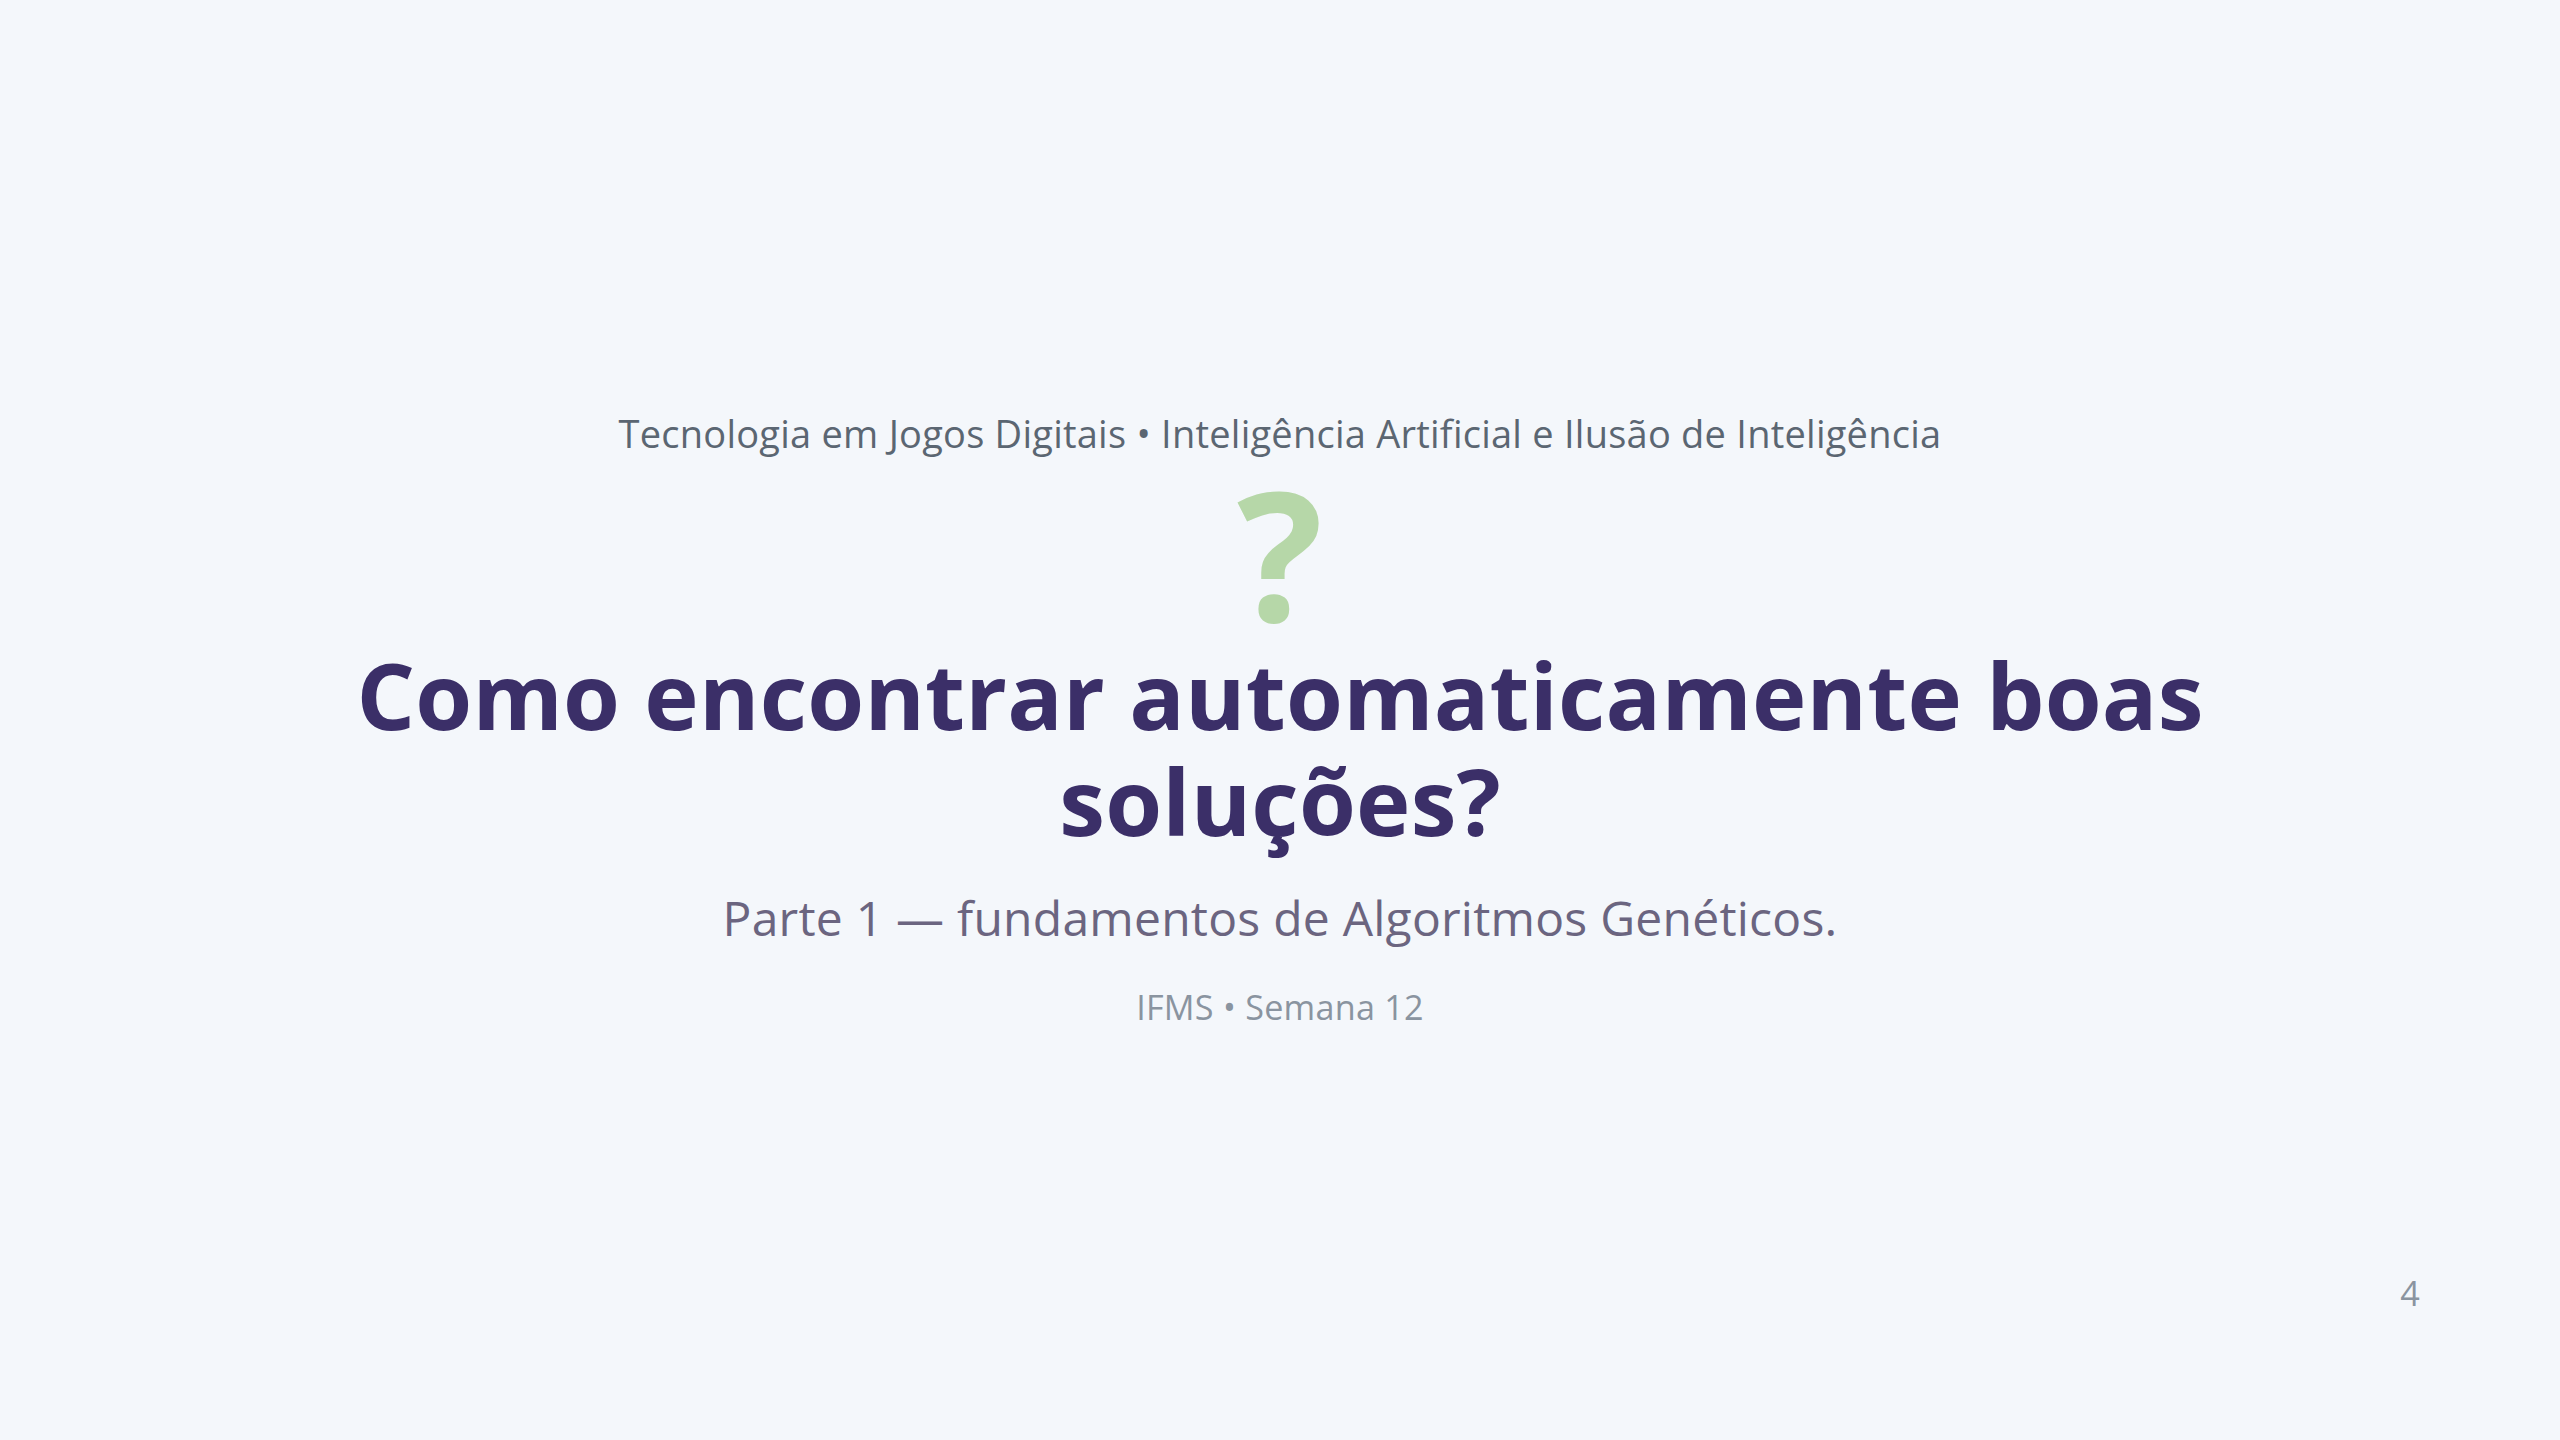 Tecnologia em Jogos Digitais • Inteligência Artificial e Ilusão de Inteligência
?
Como encontrar automaticamente boas
soluções?
Parte 1 — fundamentos de Algoritmos Genéticos.
IFMS • Semana 12
4